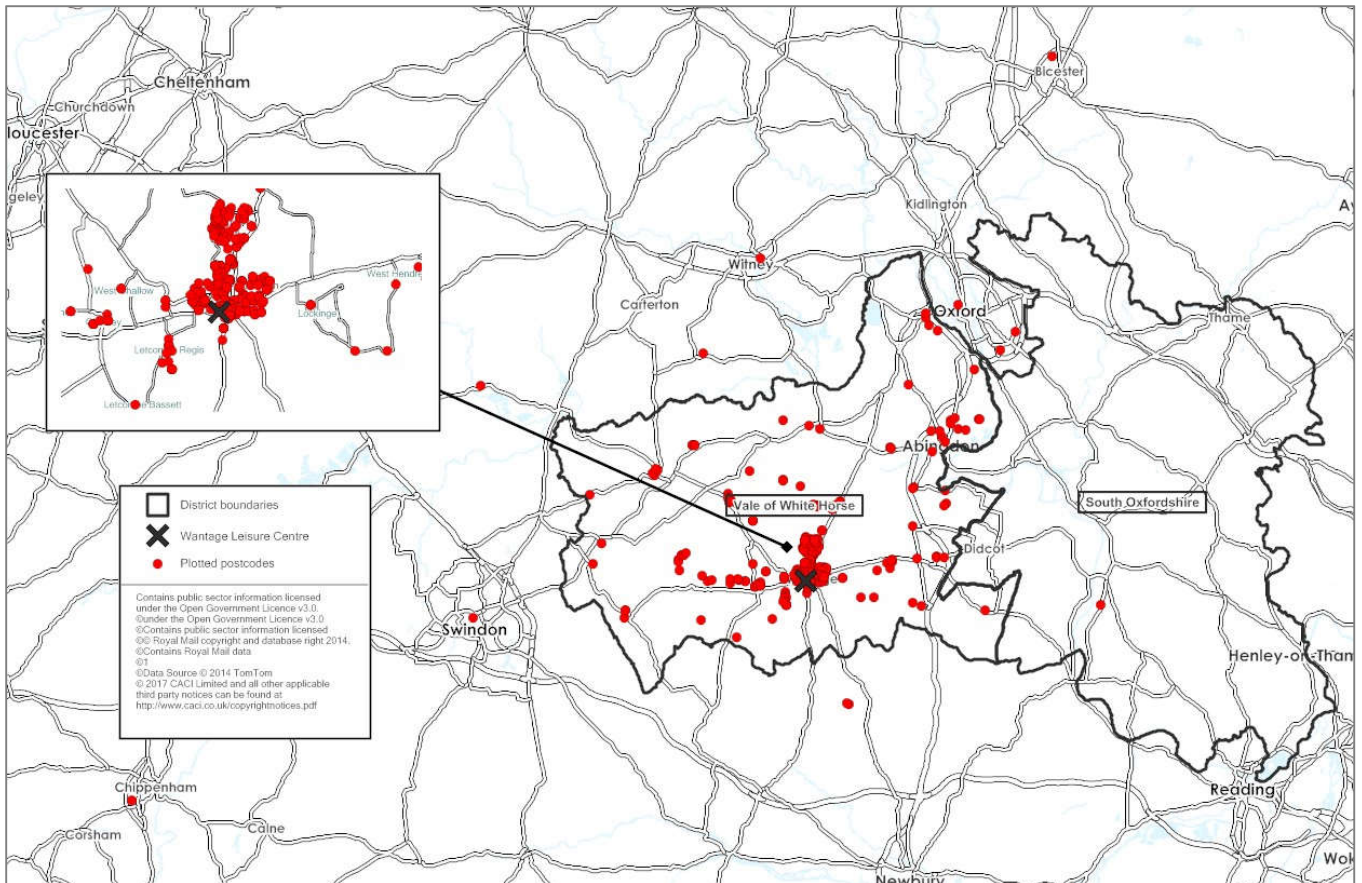 Cheltenham
Churchdown
loucester
geley
Bicester
Kidlington
Ay
Witney
Carterton
Oxford
Thame
West Hendre
Lockinge
Regis
Abingdon
Vale of White Horse
South Oxfordshire
Didcot
District boundaries
Wantage Leisure Centre
Plotted postcodes
Contains public sector information licensed
under the Open Government Licence v3.0.
©under the Open Government Licence v3.0
©Contains public sector information licensed
©© Royal Mail copyright and database right 2014.
©Contains Royal Mail data
©1
©Data Source © 2014 TomTom
© 2017 CACI Limited and all other applicable
third party notices can be found at
http://www.caci.co.uk/copyrightnotices.pdf
Swindon
Henley-on-Tham
Chippenham
Reading
Corsham
Calne
Wok
Newbury